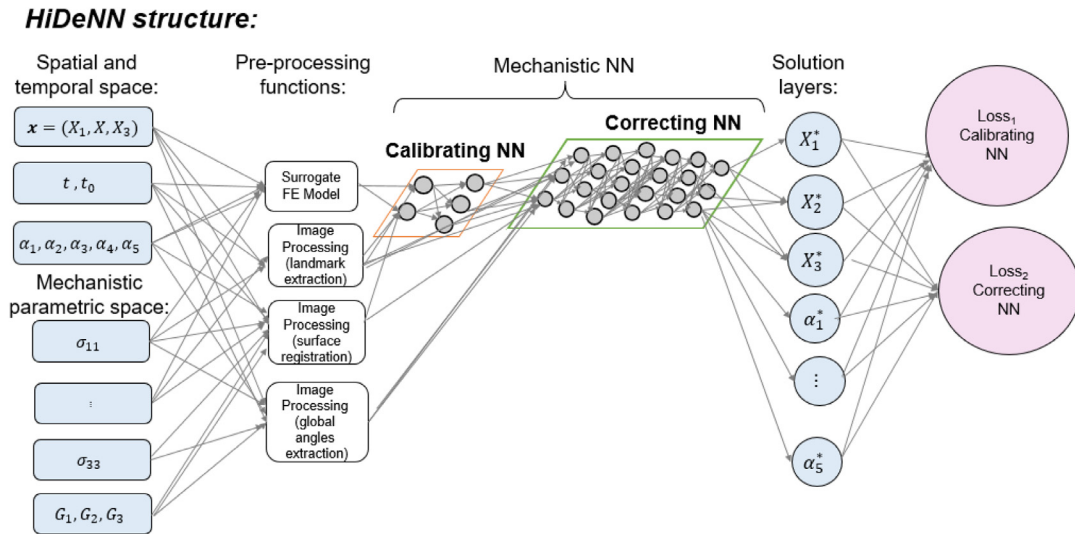 HiDeNN structure:
Spatial and
temporal space:
x = (X₁, X, X₃)
t , t₀
α₁, α₂, α₃, α₄, α₅
Mechanistic
parametric space:
σ₁₁
⋮
σ₃₃
G₁, G₂, G₃
Pre-processing
functions:
Surrogate
FE Model
Image
Processing
(landmark
extraction)
Image
Processing
(surface
registration)
Image
Processing
(global
angles
extraction)
Mechanistic NN
Calibrating NN
Correcting NN
Solution
layers:
X₁*
X₂*
X₃*
α₁*
⋮
α₅*
Loss₁
Calibrating
NN
Loss₂
Correcting
NN